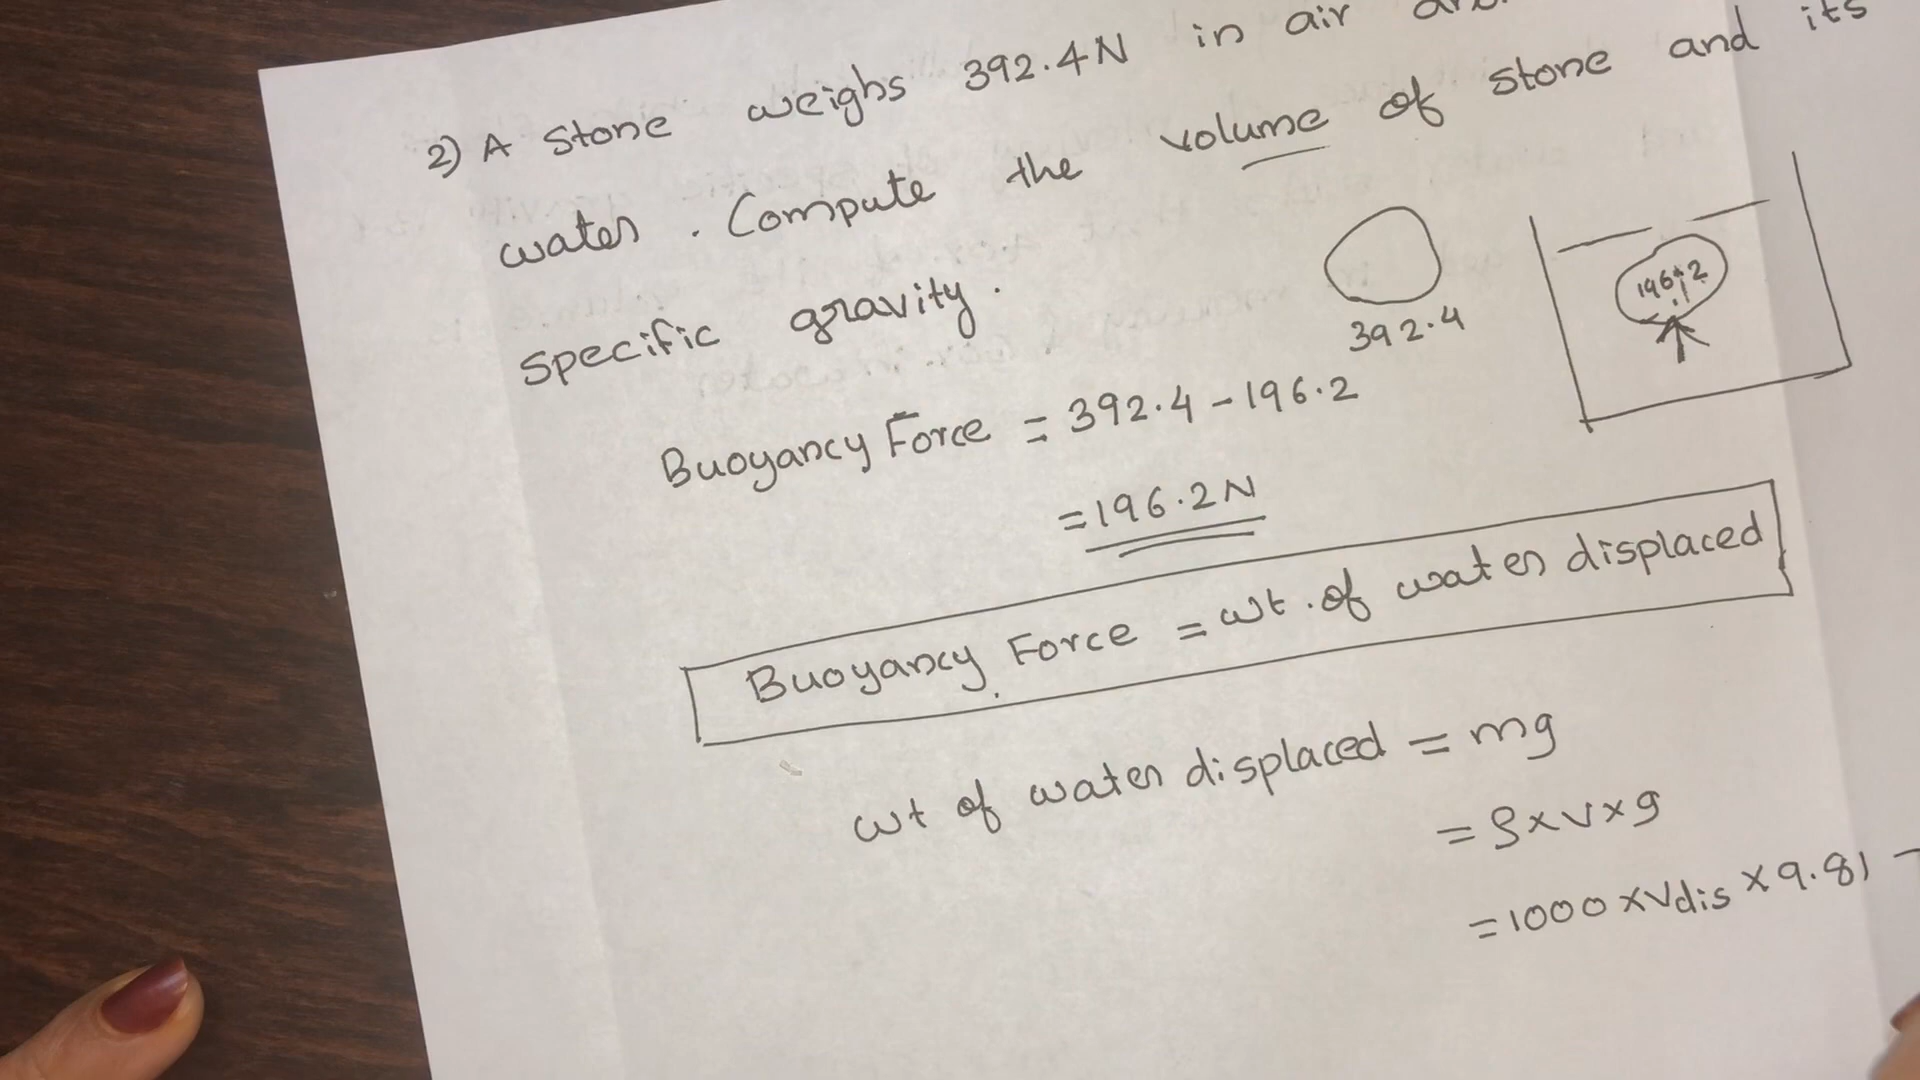 2) A Stone weighs 392.4N in air
water. Compute the volume of stone and its
specific gravity.
392.4
196.2
Buoyancy Force = 392.4 - 196.2
= 196.2N
Buoyancy Force = wt. of water displaced
wt of water displaced = mg
= ρ×v×g
= 1000 × Vdis × 9.81